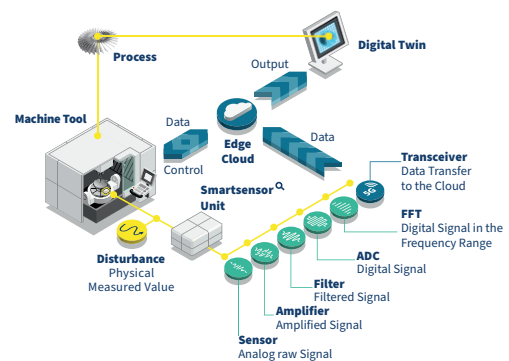 Process
Output
Digital Twin
Machine Tool
Data
Control
Edge
Cloud
Data
Smartsensor
Unit
Transceiver
Data Transfer
to the Cloud
5G
FFT
Digital Signal in the
Frequency Range
Disturbance
Physical
Measured Value
ADC
Digital Signal
Filter
Filtered Signal
Amplifier
Amplified Signal
Sensor
Analog raw Signal